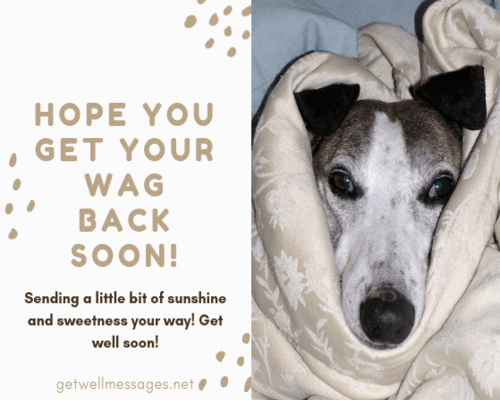 HOPE YOU
GET YOUR
WAG
BACK
SOON!
Sending a little bit of sunshine
and sweetness your way! Get
well soon!
getwellmessages.net